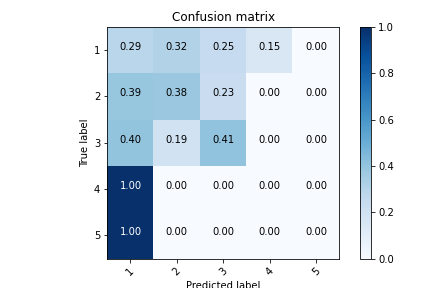 Confusion matrix
True label
1 0.29 0.32 0.25 0.15 0.00
2 0.39 0.38 0.23 0.00 0.00
3 0.40 0.19 0.41 0.00 0.00
4 1.00 0.00 0.00 0.00 0.00
5 1.00 0.00 0.00 0.00 0.00
1 2 3 4 5
Predicted label
1.0
0.8
0.6
0.4
0.2
0.0